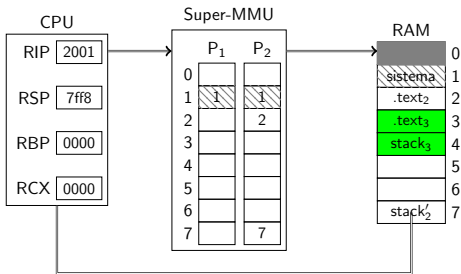 CPU
RIP 2001
RSP 7ff8
RBP 0000
RCX 0000
Super-MMU
P₁ P₂
0
1 1 1
2 2
3
4
5
6
7 7
RAM
0
sistema 1
.text₂ 2
.text₃ 3
stack₃ 4
5
6
stack′₂ 7